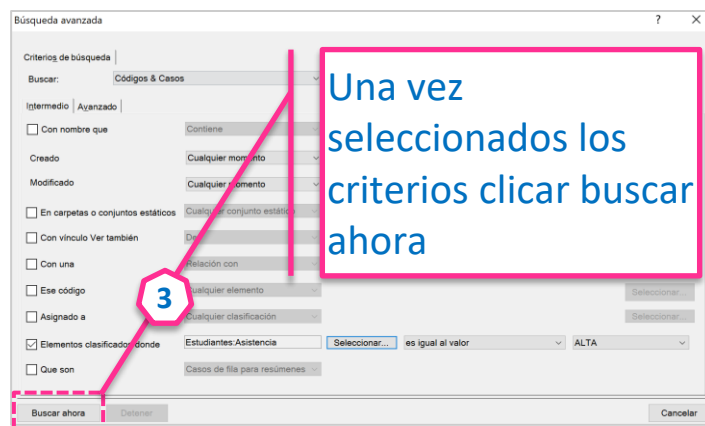 Búsqueda avanzada ? ×
Criterios de búsqueda
Buscar: Códigos & Casos
Intermedio Avanzado
Con nombre que Contiene
Creado Cualquier momento
Modificado Cualquier momento
En carpetas o conjuntos estáticos Cualquier conjunto estático
Con vínculo Ver también
Con una Relación con
Ese código Cualquier elemento Seleccionar...
Asignado a Cualquier clasificación Seleccionar...
Elementos clasificados donde Estudiantes:Asistencia Seleccionar... es igual al valor ALTA
Que son Casos de fila para resúmenes
Buscar ahora Detener Cancelar
Una vez
seleccionados los
criterios clicar buscar
ahora
3